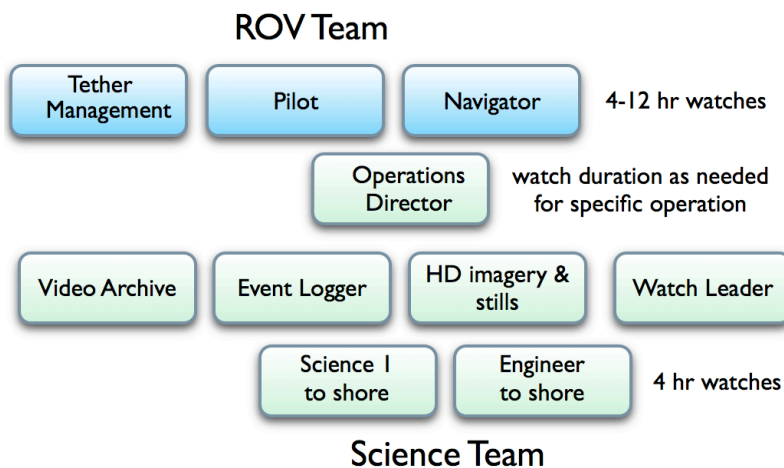 ROV Team
Tether
Management
Pilot
Navigator
4-12 hr watches
Operations
Director
watch duration as needed
for specific operation
Video Archive
Event Logger
HD imagery &
stills
Watch Leader
Science 1
to shore
Engineer
to shore
4 hr watches
Science Team